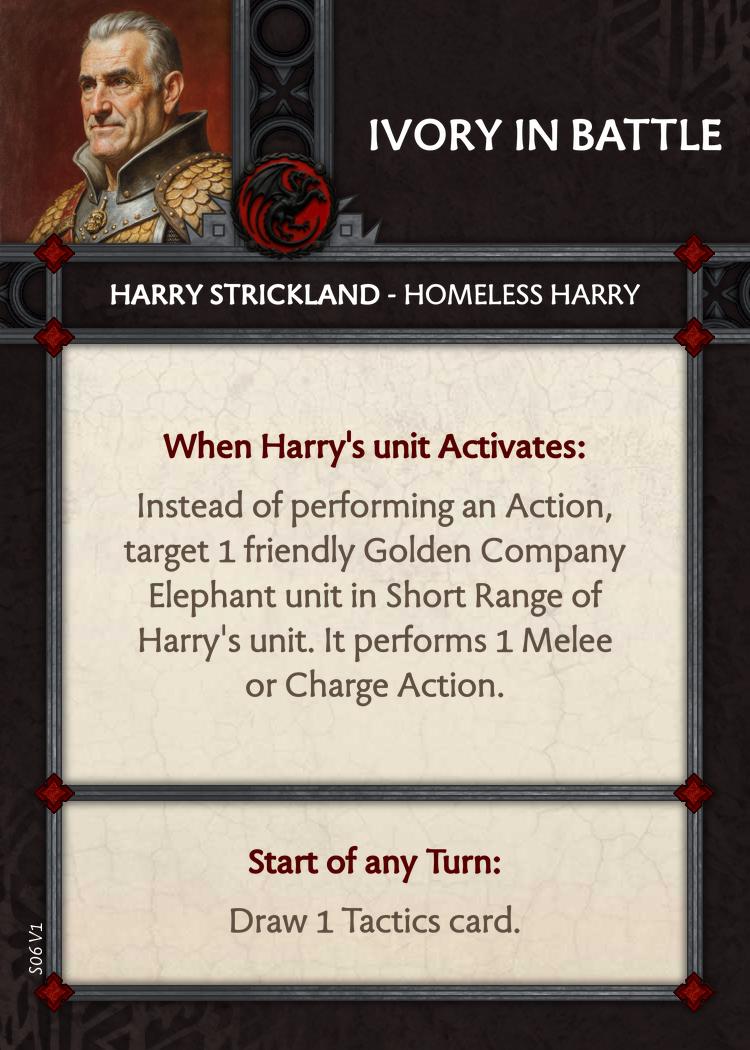 IVORY IN BATTLE
HARRY STRICKLAND - HOMELESS HARRY
When Harry's unit Activates:
Instead of performing an Action,
target 1 friendly Golden Company
Elephant unit in Short Range of
Harry's unit. It performs 1 Melee
or Charge Action.
Start of any Turn:
Draw 1 Tactics card.
S06 V1